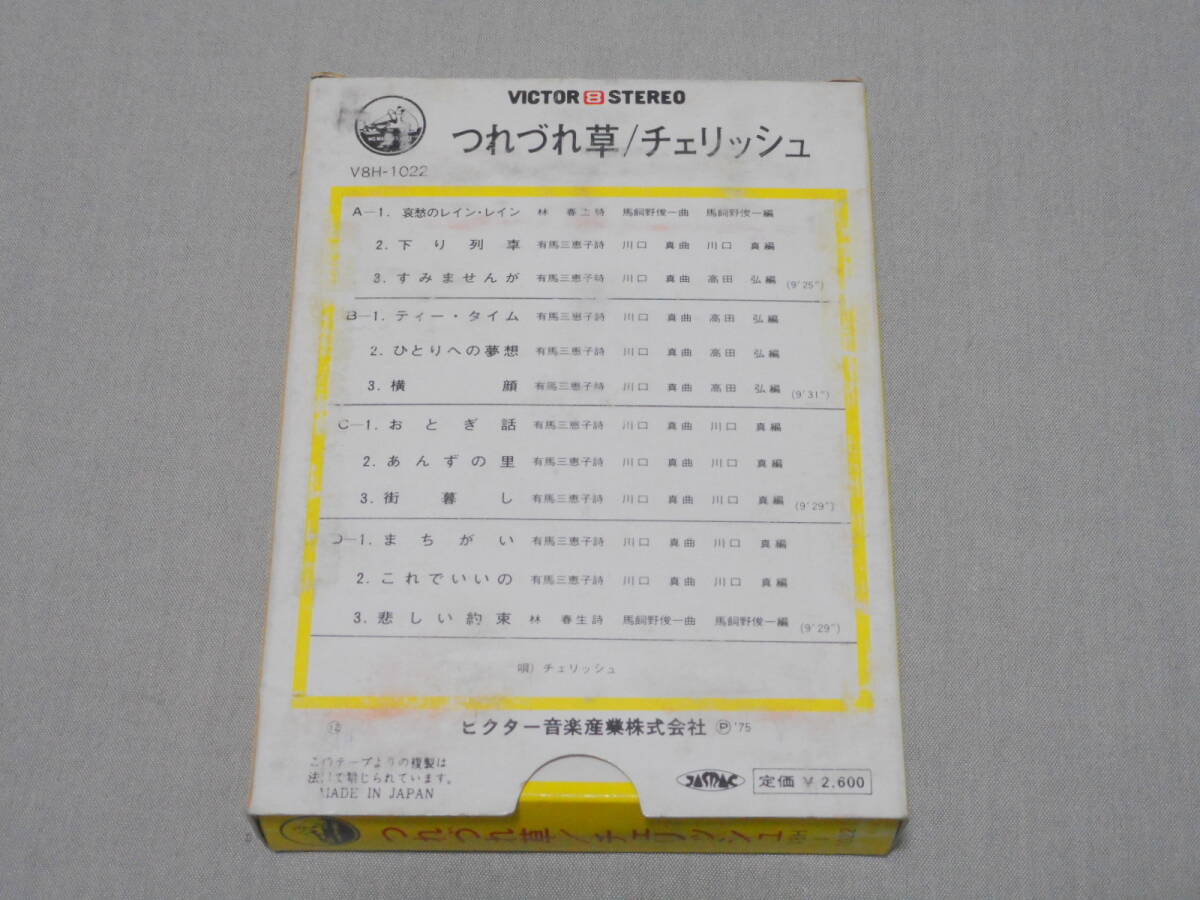 VICTOR 8 STEREO
つれづれ草/チェリッシュ
V8H-1022
A—1. 哀愁のレイン・レイン 林 春生詩 馬飼野俊一曲 馬飼野俊一編
2. 下り列車 有馬三恵子詩 川口 真曲 川口 真編
3. すみませんが 有馬三恵子詩 川口 真曲 高田 弘編 (9'25")
B—1. ティー・タイム 有馬三恵子詩 川口 真曲 高田 弘編
2. ひとりへの夢想 有馬三恵子詩 川口 真曲 高田 弘編
3. 横顔 有馬三恵子詩 川口 真曲 高田 弘編 (9'31")
C—1. おとぎ話 有馬三恵子詩 川口 真曲 川口 真編
2. あんずの里 有馬三恵子詩 川口 真曲 川口 真編
3. 街暮し 有馬三恵子詩 川口 真曲 川口 真編 (9'29")
D—1. まちがい 有馬三恵子詩 川口 真曲 川口 真編
2. これでいいの 有馬三恵子詩 川口 真曲 川口 真編
3. 悲しい約束 林 春生詩 馬飼野俊一曲 馬飼野俊一編 (9'29")
唄) チェリッシュ
ビクター音楽産業株式会社 Ⓟ '75
このテープよりの複製は
法律で禁じられています。
MADE IN JAPAN
JASRAC
定価 ¥2,600
つれづれ草/チェリッシュ